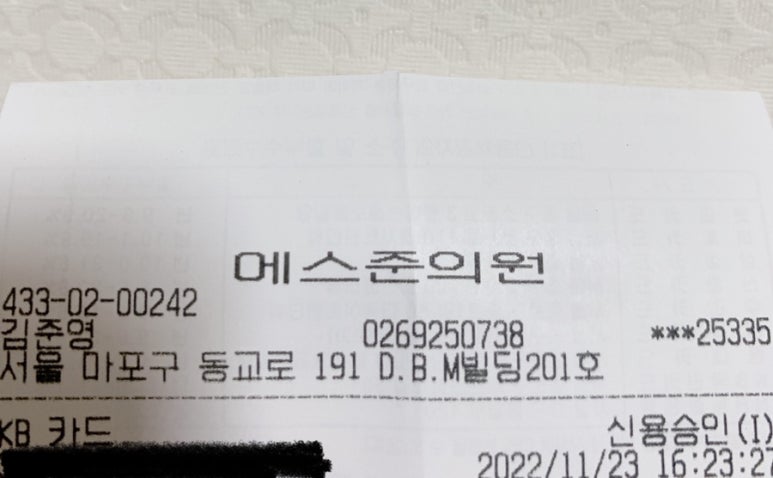 메스준의원
433-02-00242
김준영 0269250738 ***25335
서울 마포구 동교로 191 D.B.M빌딩201호
KB 카드 신용승인(I)
2022/11/23 16:23:27